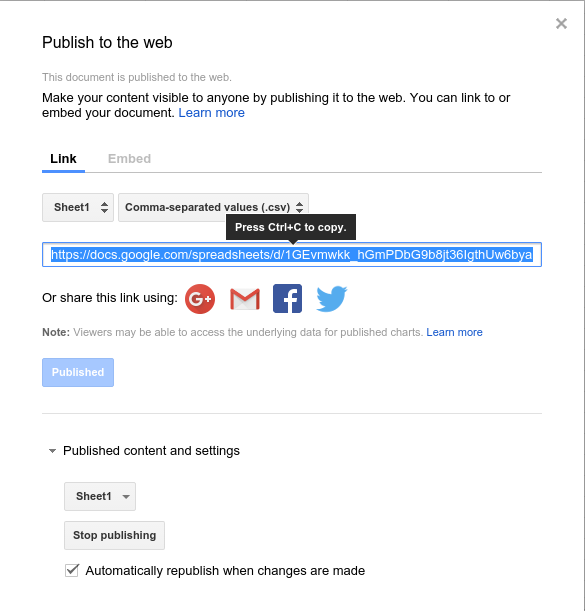 Publish to the web
This document is published to the web.
Make your content visible to anyone by publishing it to the web. You can link to or
embed your document. Learn more
Link Embed
Sheet1 Comma-separated values (.csv)
Press Ctrl+C to copy.
https://docs.google.com/spreadsheets/d/1GEvmwkk_hGmPDbG9b8jt36IgthUw6bya
Or share this link using: G+ f
Note: Viewers may be able to access the underlying data for published charts. Learn more
Published
Published content and settings
Sheet1
Stop publishing
Automatically republish when changes are made